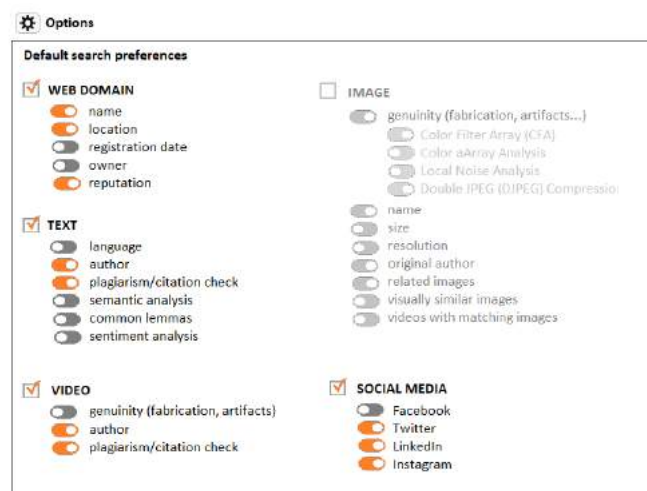 Options
Default search preferences
WEB DOMAIN
name
location
registration date
owner
reputation
TEXT
language
author
plagiarism/citation check
semantic analysis
common lemmas
sentiment analysis
VIDEO
genuinity (fabrication, artifacts)
author
plagiarism/citation check
IMAGE
genuinity (fabrication, artifacts...)
Color Filter Array (CFA)
Color aArray Analysis
Local Noise Analysis
Double JPEG (DJPEG) Compressio
name
size
resolution
original author
related images
visually similar images
videos with matching images
SOCIAL MEDIA
Facebook
Twitter
LinkedIn
Instagram